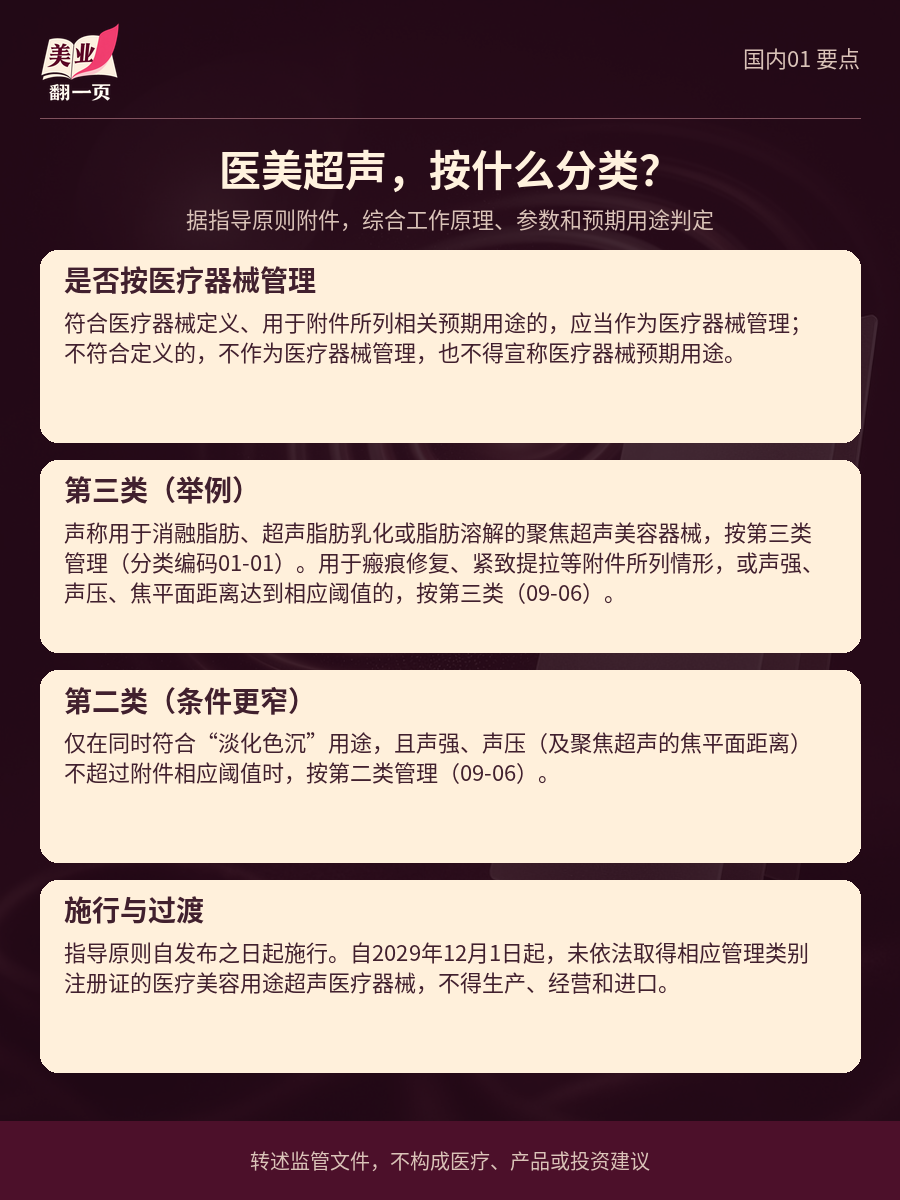 美业
翻一页
国内01 要点
医美超声，按什么分类？
据指导原则附件，综合工作原理、参数和预期用途判定
是否按医疗器械管理
符合医疗器械定义、用于附件所列相关预期用途的，应当作为医疗器械管理；
不符合定义的，不作为医疗器械管理，也不得宣称医疗器械预期用途。
第三类（举例）
声称用于消融脂肪、超声脂肪乳化或脂肪溶解的聚焦超声美容器械，按第三类
管理（分类编码01-01）。用于瘢痕修复、紧致提拉等附件所列情形，或声强、
声压、焦平面距离达到相应阈值的，按第三类（09-06）。
第二类（条件更窄）
仅在同时符合“淡化色沉”用途，且声强、声压（及聚焦超声的焦平面距离）
不超过附件相应阈值时，按第二类管理（09-06）。
施行与过渡
指导原则自发布之日起施行。自2029年12月1日起，未依法取得相应管理类别
注册证的医疗美容用途超声医疗器械，不得生产、经营和进口。
转述监管文件，不构成医疗、产品或投资建议